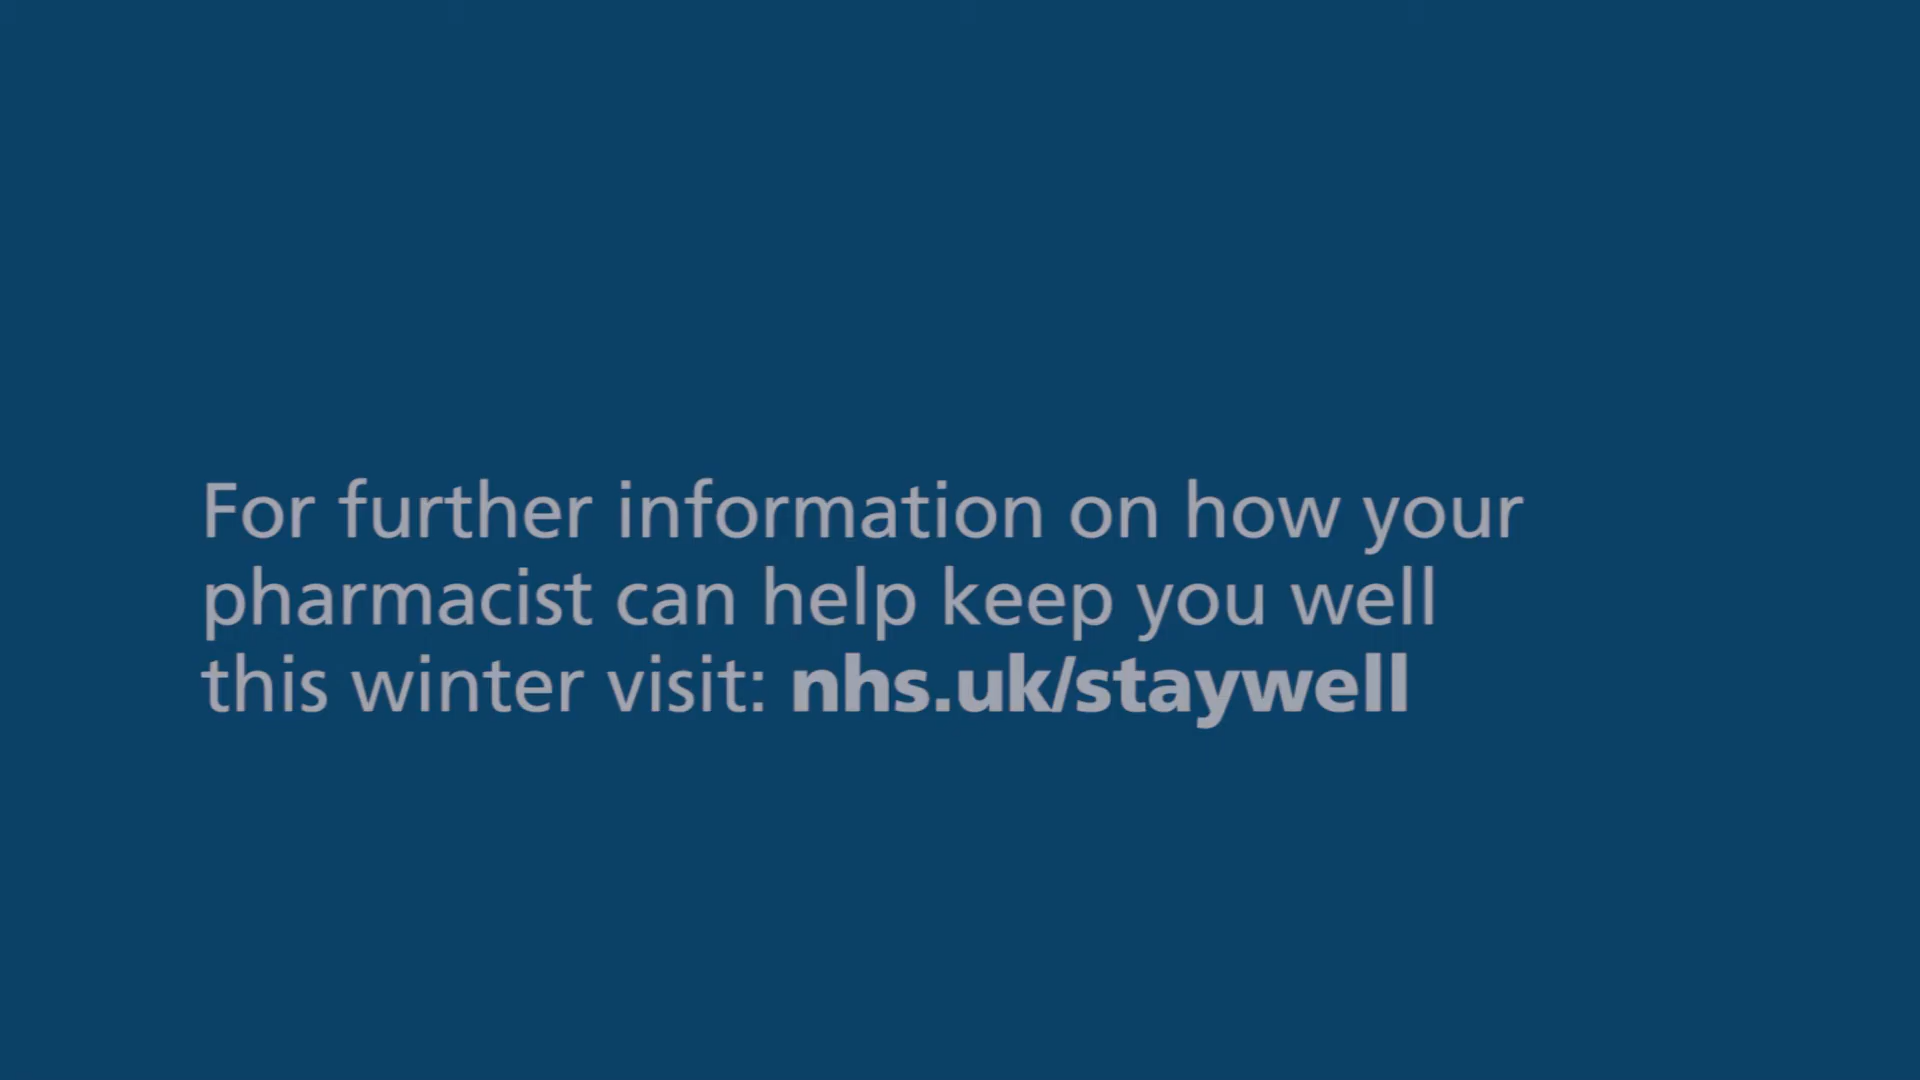 For further information on how your
pharmacist can help keep you well
this winter visit: nhs.uk/staywell